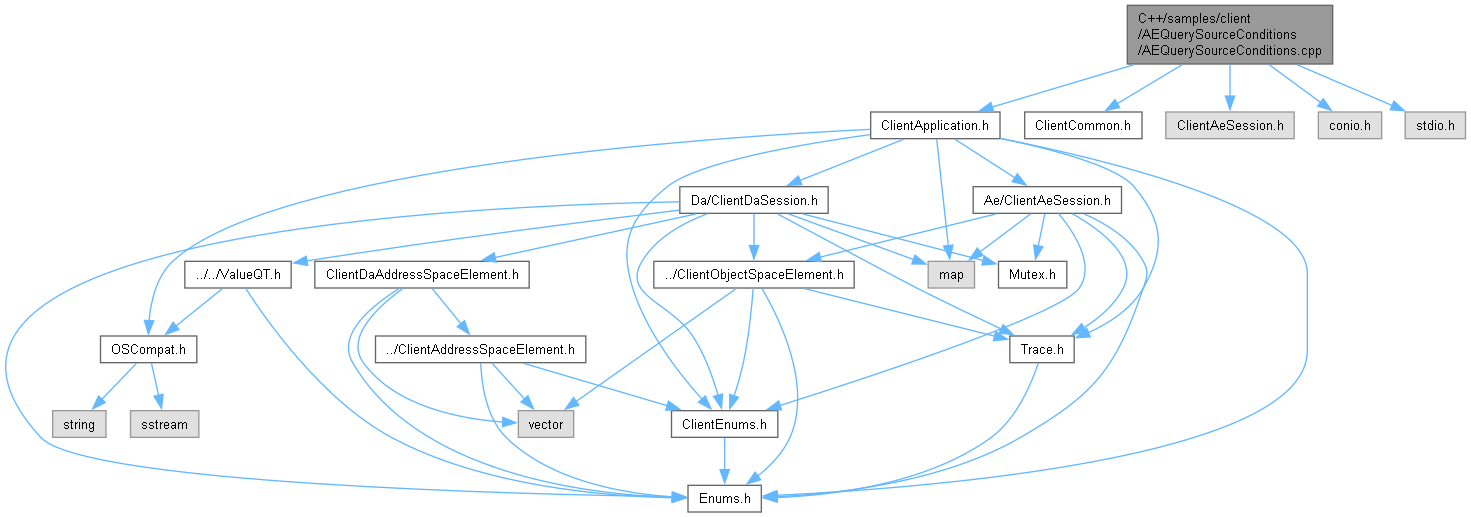 C++/samples/client
/AEQuerySourceConditions
/AEQuerySourceConditions.cpp
ClientApplication.h
ClientCommon.h
ClientAeSession.h
conio.h
stdio.h
Da/ClientDaSession.h
Ae/ClientAeSession.h
../../ValueQT.h
ClientDaAddressSpaceElement.h
../ClientObjectSpaceElement.h
map
Mutex.h
OSCompat.h
../ClientAddressSpaceElement.h
Trace.h
string
sstream
vector
ClientEnums.h
Enums.h